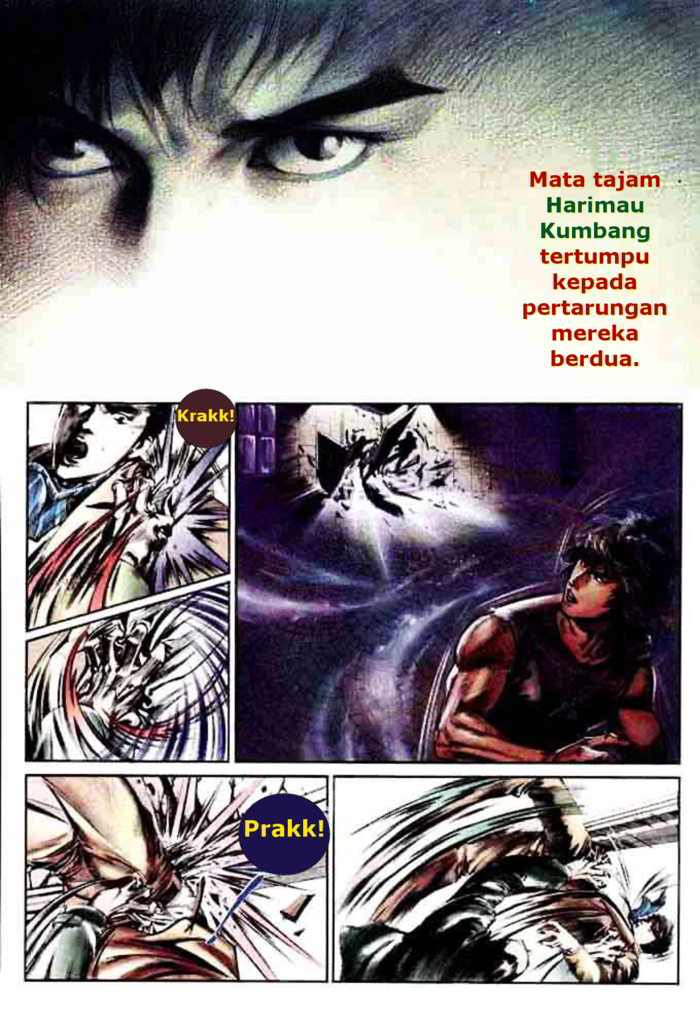 Mata tajam
Harimau
Kumbang
tertumpu
kepada
pertarungan
mereka
berdua.
Krakk!
Prakk!